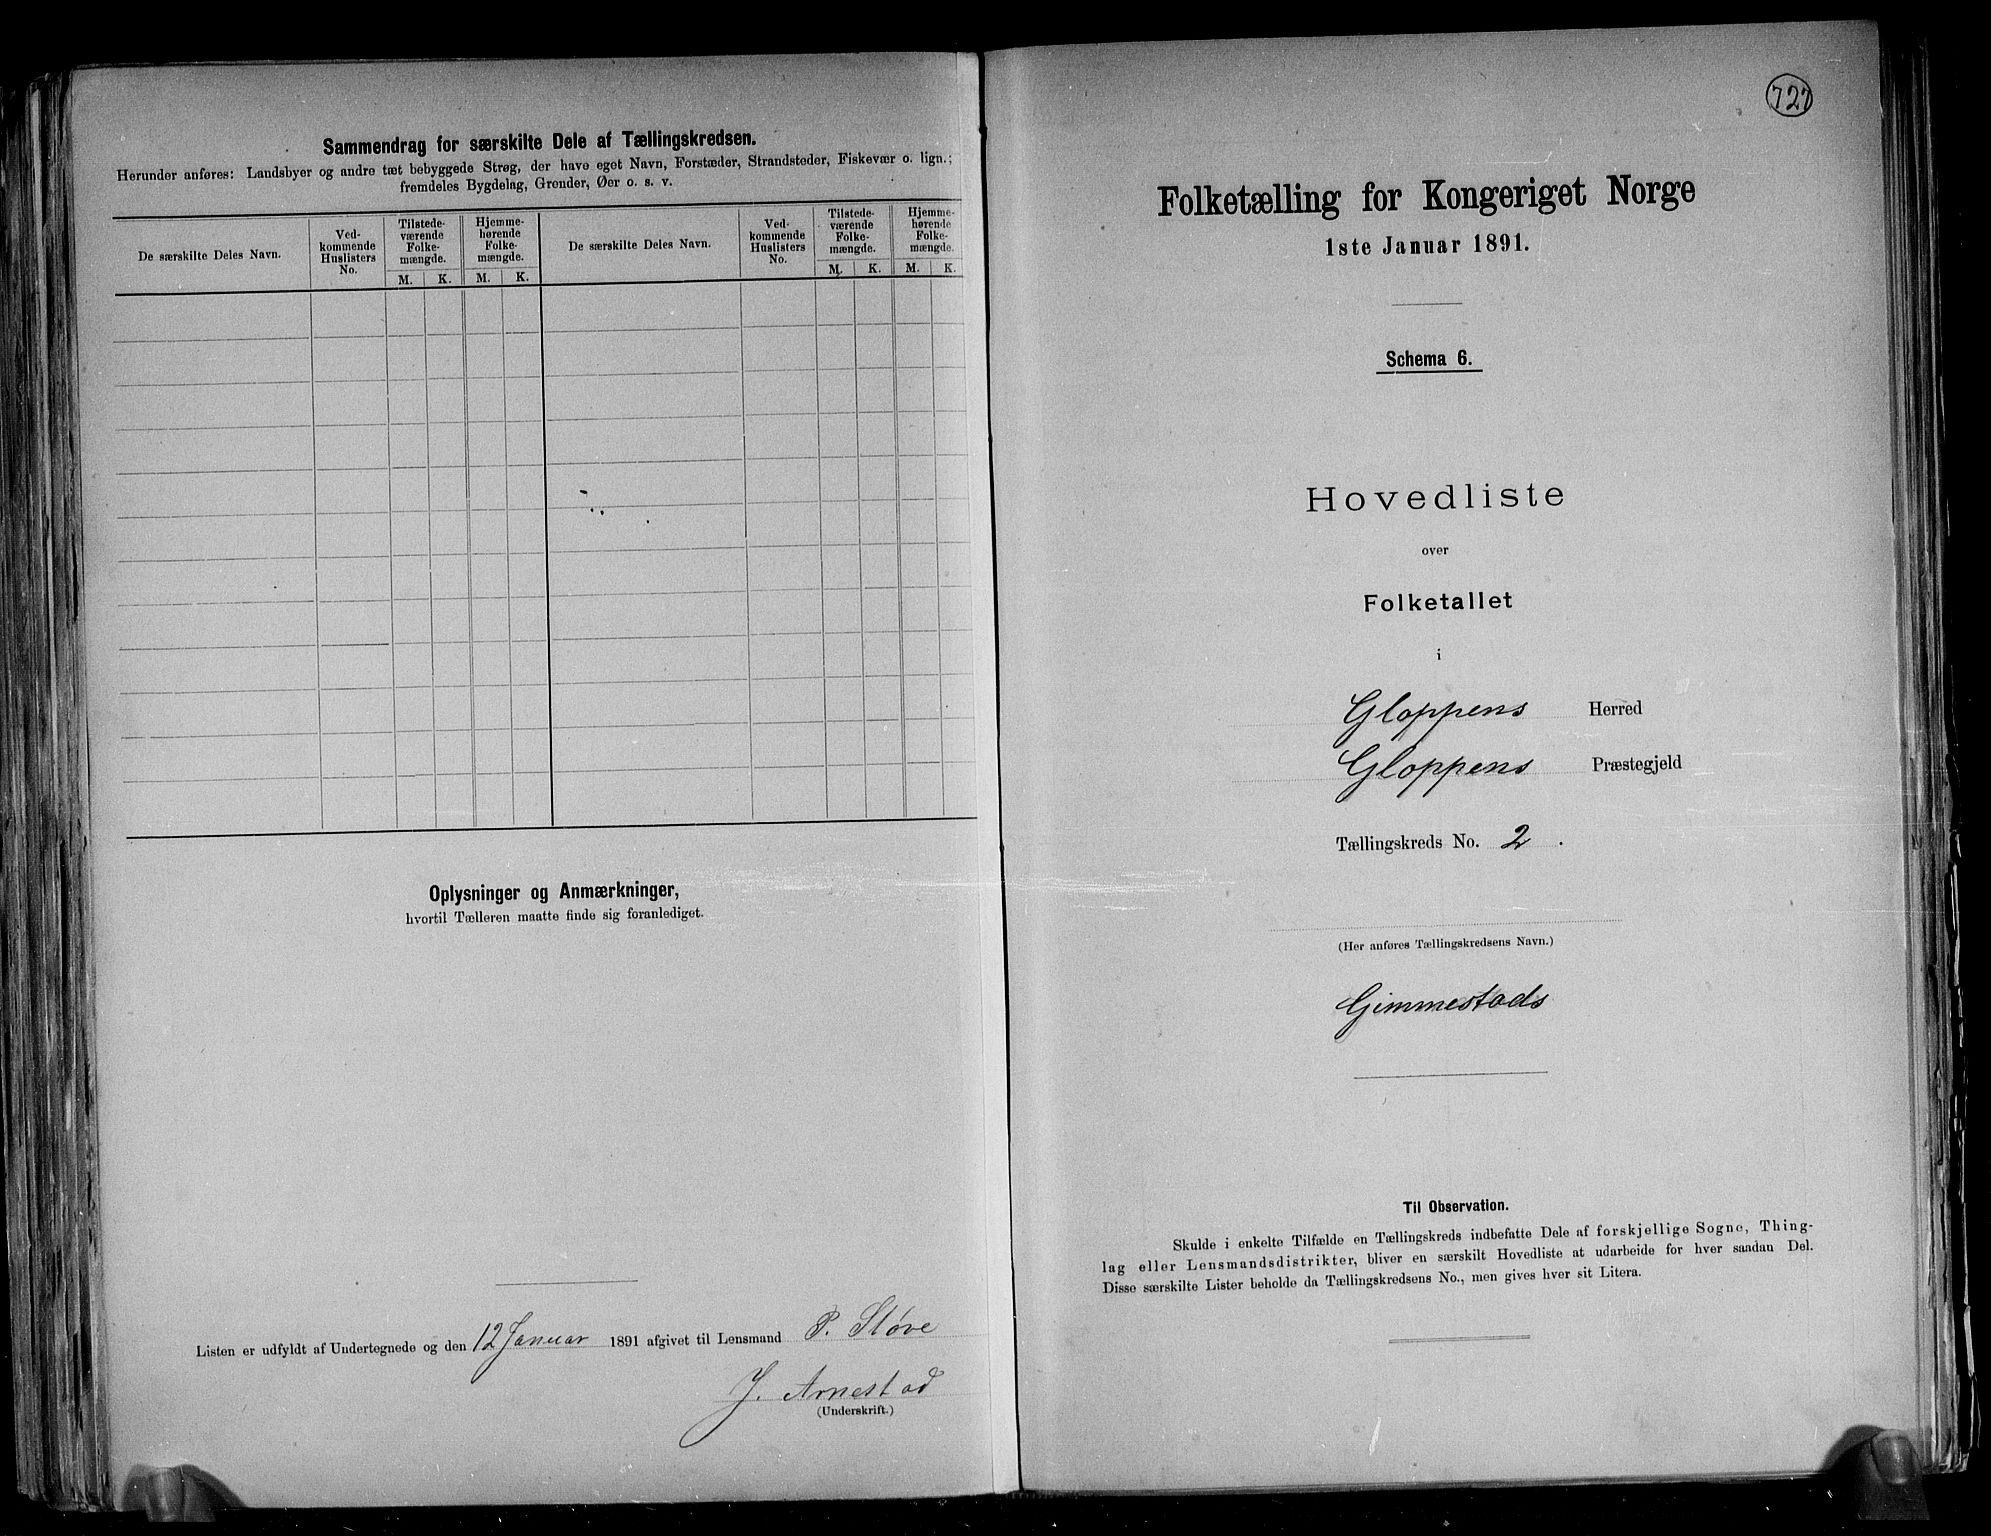 Sammendrag for særskilte Dele af Tællingskredsen.
Herunder anføres: Landsbyer og andre tæt bebyggede Strøg, der have eget Navn, Forstæder, Strandsteder, Fiskevær o. lign.;
fremdeles Bygdelag, Grender, Øer o. s. v.
De særskilte Deles Navn.
Ved-
kommende
Huslisters
No.
Tilstede-
værende
Folke-
mængde.
M. K.
Hjemme-
hørende
Folke-
mængde.
M. K.
De særskilte Deles Navn.
Ved-
kommende
Huslisters
No.
Tilstede-
værende
Folke-
mængde.
M. K.
Hjemme-
hørende
Folke-
mængde.
M. K.
Oplysninger og Anmærkninger,
hvortil Tælleren maatte finde sig foranlediget.
Listen er udfyldt af Undertegnede og den 12 Januar 1891 afgivet til Lensmand P. Støve
J. Arnestad
(Underskrift.)
727
Folketælling for Kongeriget Norge
1ste Januar 1891.
Schema 6.
Hovedliste
over
Folketallet
i
Gloppens Herred
Gloppens Præstegjeld
Tællingskreds No. 2.
(Her anføres Tællingskredsens Navn.)
Gimmestads
Til Observation.
Skulde i enkelte Tilfælde en Tællingskreds indbefatte Dele af forskjellige Sogne, Thing-
lag eller Lensmandsdistrikter, bliver en særskilt Hovedliste at udarbeide for hver saadan Del.
Disse særskilte Lister beholde da Tællingskredsens No., men gives hver sit Litera.